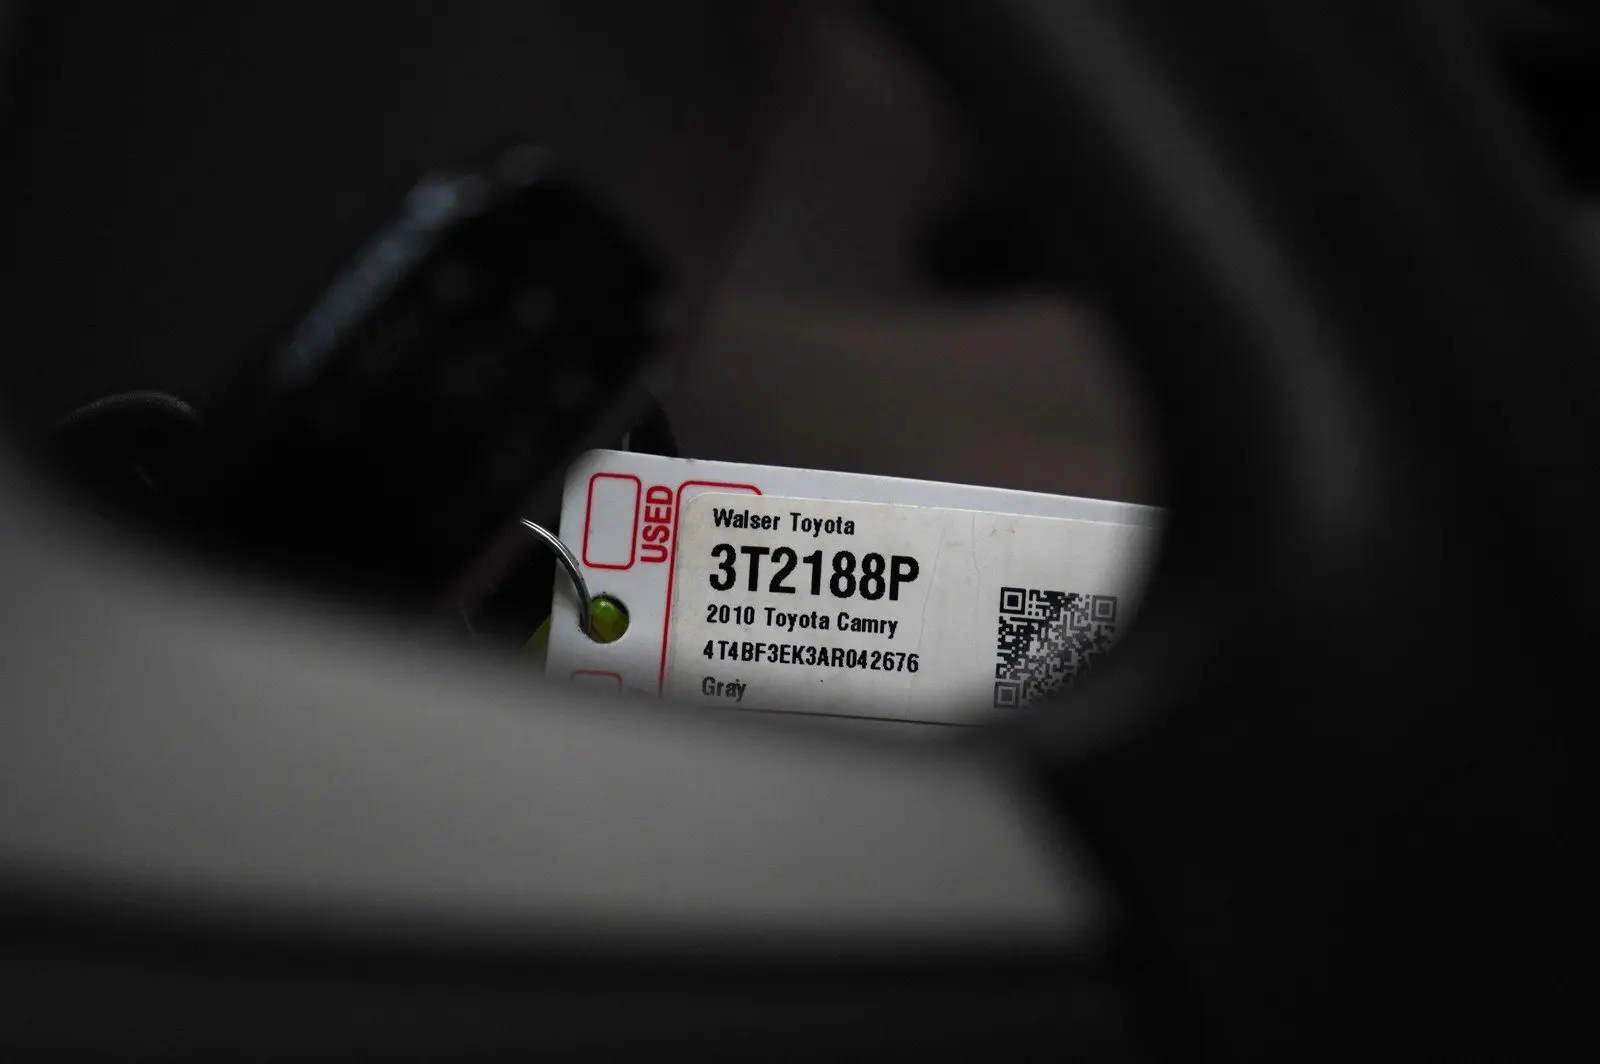 USED
Walser Toyota
3T2188P
2010 Toyota Camry
4T4BF3EK3AR042676
Gray